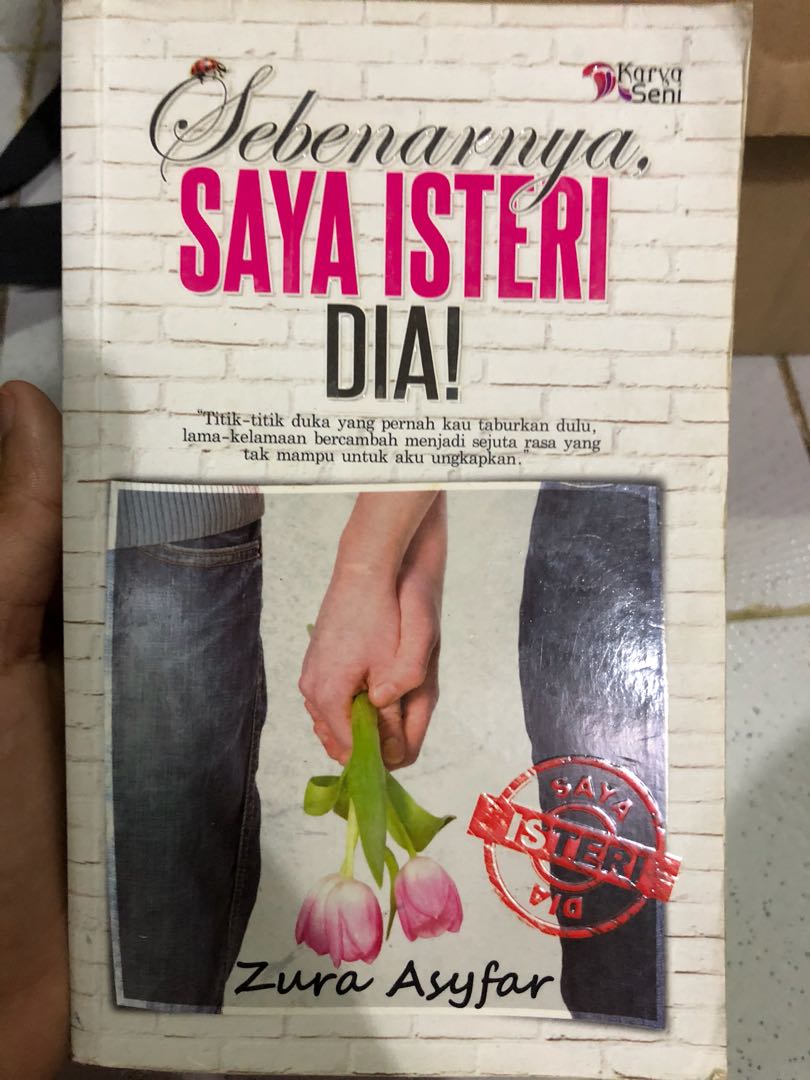 Karya
Seni
Sebenarnya,
SAYA ISTERI
DIA!
"Titik-titik duka yang pernah kau taburkan dulu,
lama-kelamaan bercambah menjadi sejuta rasa yang
tak mampu untuk aku ungkapkan."
SAYA
ISTERI
DIA
Zura Asyfar